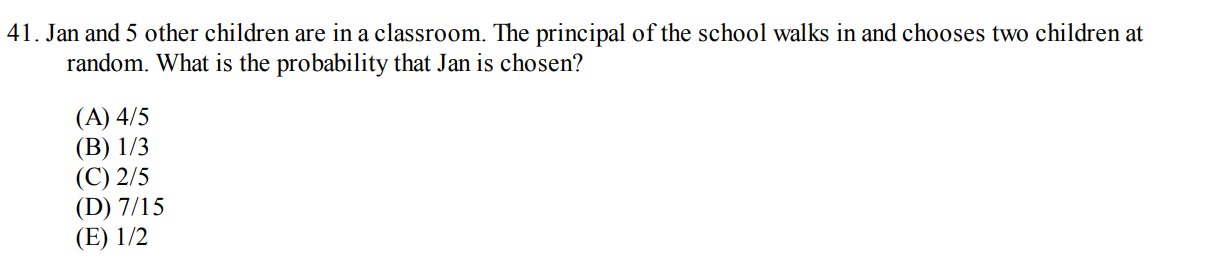 41. Jan and 5 other children are in a classroom. The principal of the school walks in and chooses two children at
random. What is the probability that Jan is chosen?
(A) 4/5
(B) 1/3
(C) 2/5
(D) 7/15
(E) 1/2